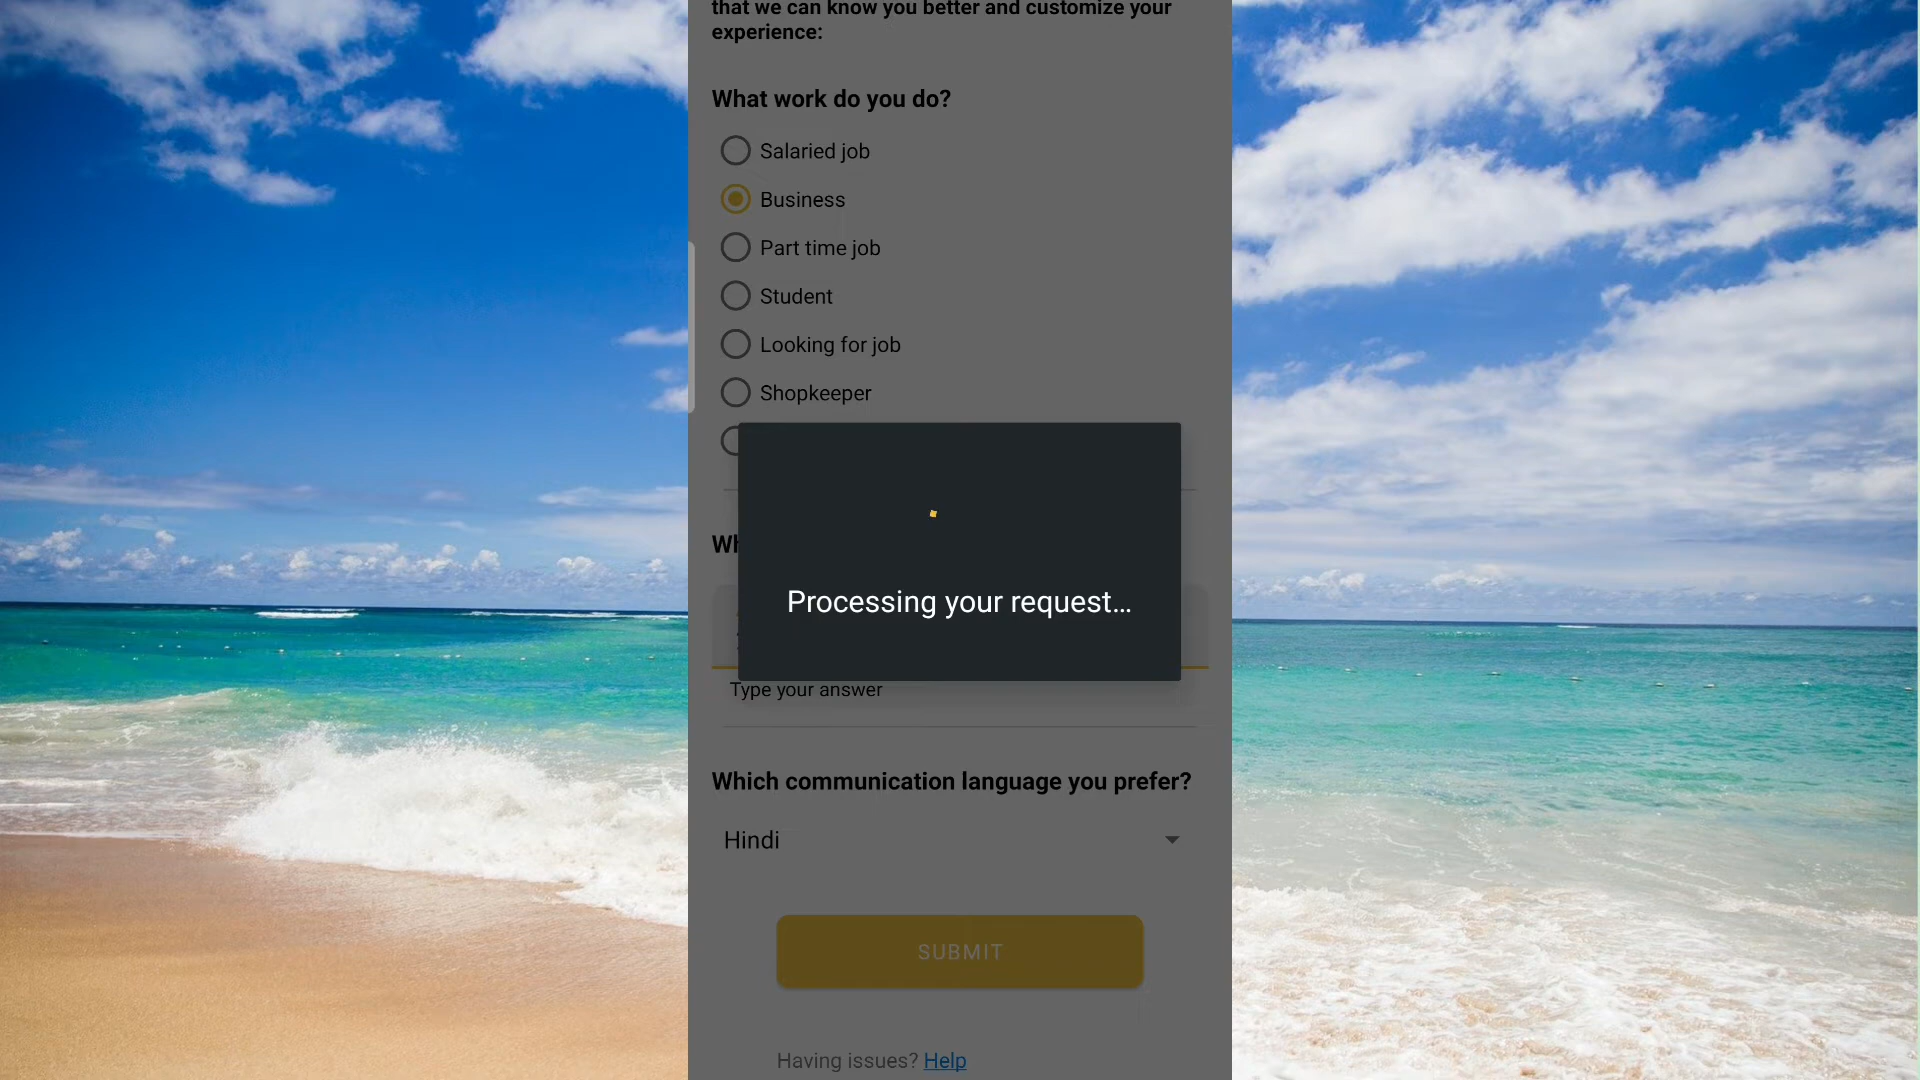 that we can know you better and customize your
experience:
What work do you do?
Salaried job
Business
Part time job
Student
Looking for job
Shopkeeper
Processing your request...
Type your answer
Which communication language you prefer?
Hindi
SUBMIT
Having issues? Help